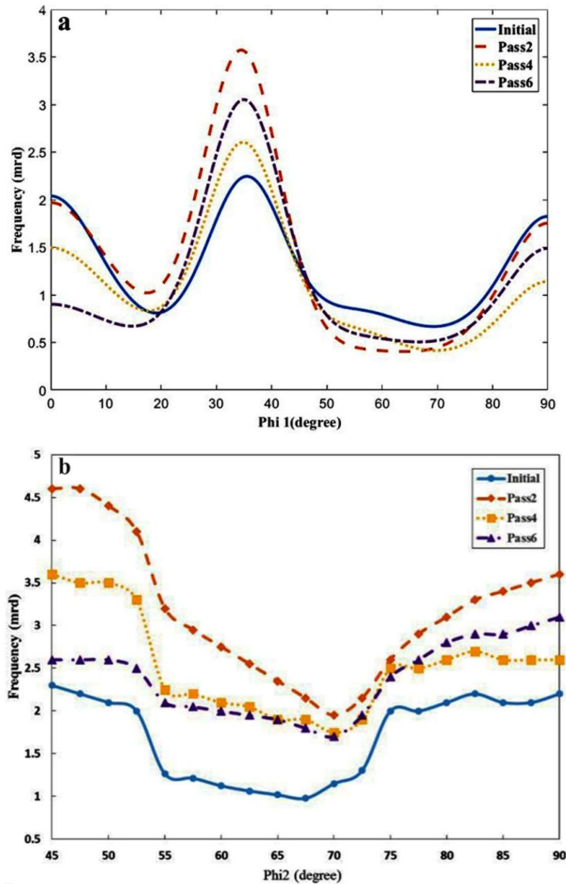 a
Initial
Pass2
Pass4
Pass6
Frequency (mrd)
4
3.5
3
2.5
2
1.5
1
0.5
0
0 10 20 30 40 50 60 70 80 90
Phi 1(degree)
b
Initial
Pass2
Pass4
Pass6
Frequency (mrd)
5
4.5
4
3.5
3
2.5
2
1.5
1
0.5
45 50 55 60 65 70 75 80 85 90
Phi2 (degree)